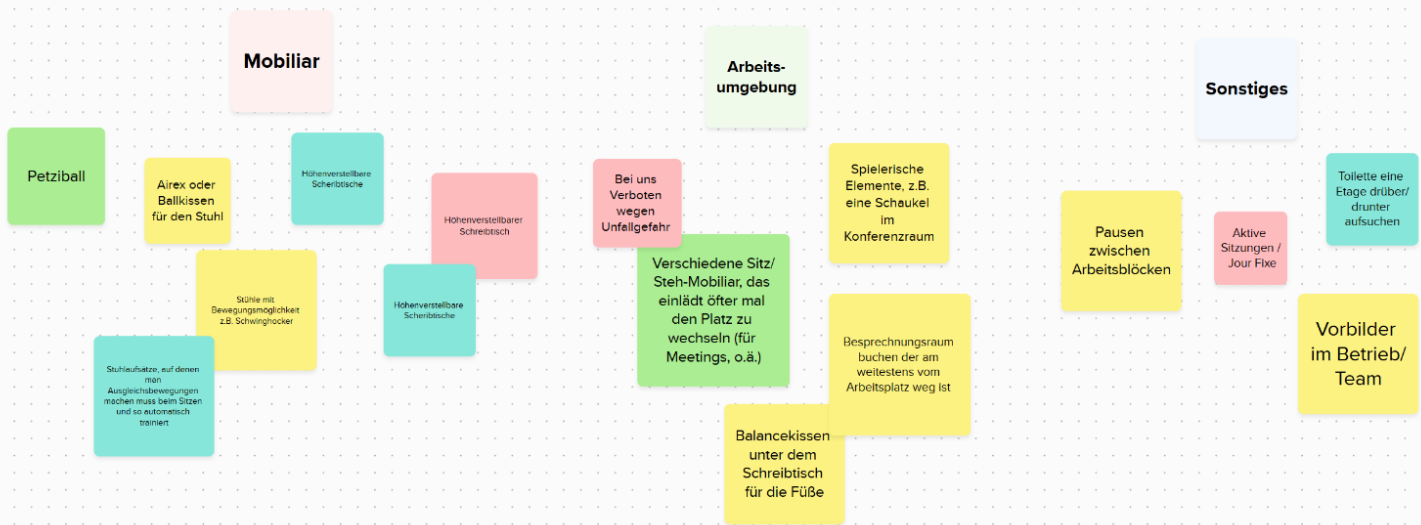 Mobiliar
Petziball
Airex oder
Ballkissen
für den Stuhl
Höhenverstellbare
Scheribtische
Höhenverstellbarer
Schreibtisch
Stühle mit
Bewegungsmöglichkeit
z.B. Schwinghocker
Höhenverstellbare
Scheribtische
Stuhlaufsätze, auf denen
man
Ausgleichsbewegungen
machen muss beim Sitzen
und so automatisch
trainiert
Arbeits-
umgebung
Bei uns
Verboten
wegen
Unfallgefahr
Spielerische
Elemente, z.B.
eine Schaukel
im
Konferenzraum
Verschiedene Sitz/
Steh-Mobiliar, das
einlädt öfter mal
den Platz zu
wechseln (für
Meetings, o.ä.)
Besprechnungsraum
buchen der am
weitestens vom
Arbeitsplatz weg ist
Balancekissen
unter dem
Schreibtisch
für die Füße
Sonstiges
Pausen
zwischen
Arbeitsblöcken
Aktive
Sitzungen /
Jour Fixe
Toilette eine
Etage drüber/
drunter
aufsuchen
Vorbilder
im Betrieb/
Team